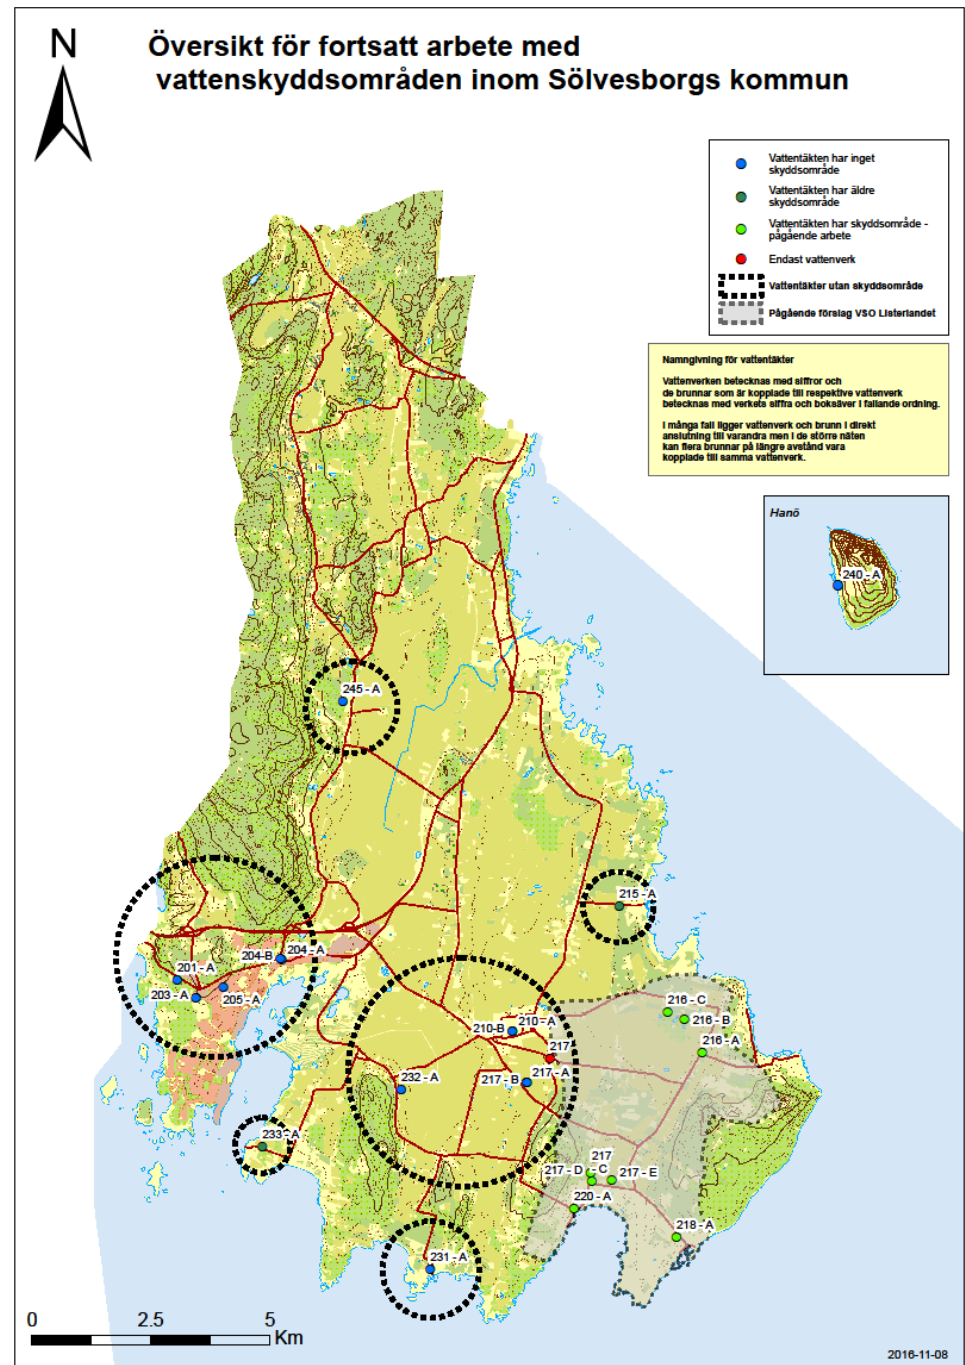 N
Översikt för fortsatt arbete med
vattenskyddsområden inom Sölvesborgs kommun
Vattentäkten har inget
skyddsområde
Vattentäkten har äldre
skyddsområde
Vattentäkten har skyddsområde -
pågående arbete
Endast vattenverk
Vattentäkter utan skyddsområde
Pågående förslag VSO Listerlandet
Namngivning för vattentäkter
Vattenverken betecknas med siffror och
de brunnar som är kopplade till respektive vattenverk
betecknas med verkets siffra och boksäver i fallande ordning.
I många fall ligger vattenverk och brunn i direkt
anslutning till varandra men i de större näten
kan flera brunnar på längre avstånd vara
kopplade till samma vattenverk.
Hanö
240 - A
245 - A
215 - A
204-B
204 - A
201 - A
203 - A
205 - A
216 - C
216 - B
210-B
210 - A
217
216 - A
232 - A
217 - B
217 - A
233 - A
217 - D
217
- C
217 - E
220 - A
218 - A
231 - A
0
2.5
5
Km
2016-11-08